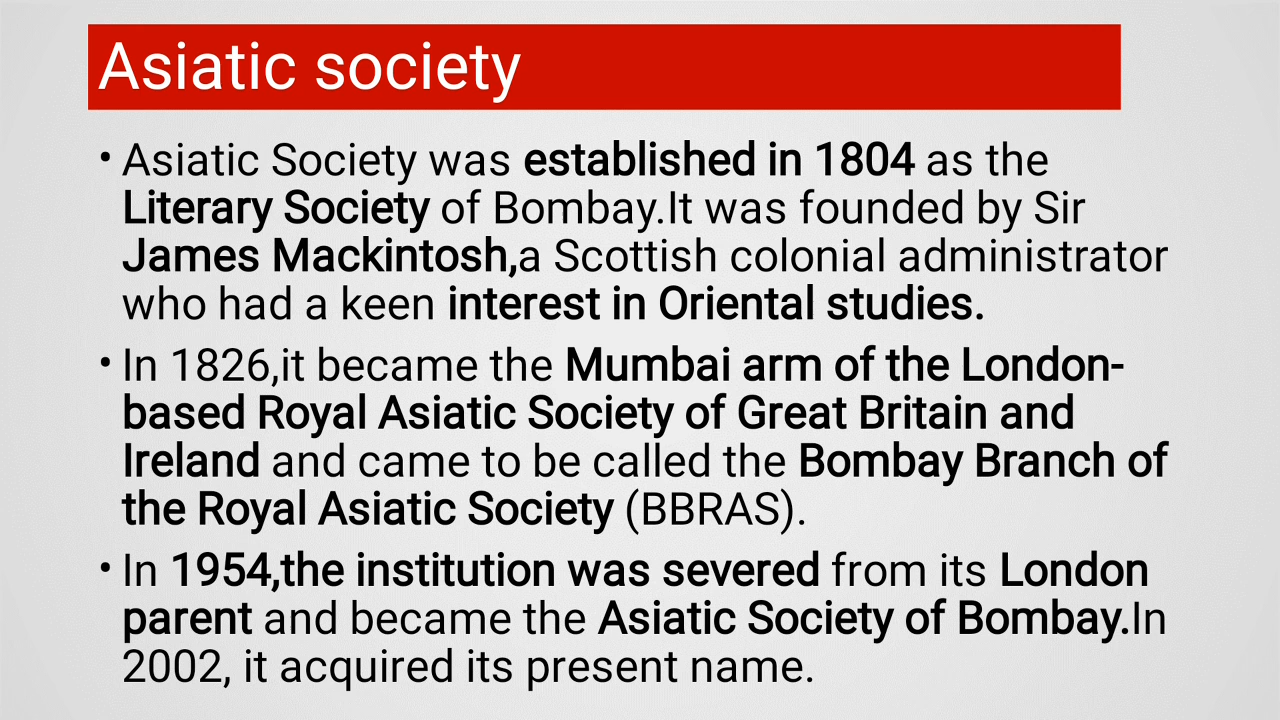 Asiatic society
• Asiatic Society was established in 1804 as the
Literary Society of Bombay.It was founded by Sir
James Mackintosh,a Scottish colonial administrator
who had a keen interest in Oriental studies.
• In 1826,it became the Mumbai arm of the London-
based Royal Asiatic Society of Great Britain and
Ireland and came to be called the Bombay Branch of
the Royal Asiatic Society (BBRAS).
• In 1954,the institution was severed from its London
parent and became the Asiatic Society of Bombay.In
2002, it acquired its present name.